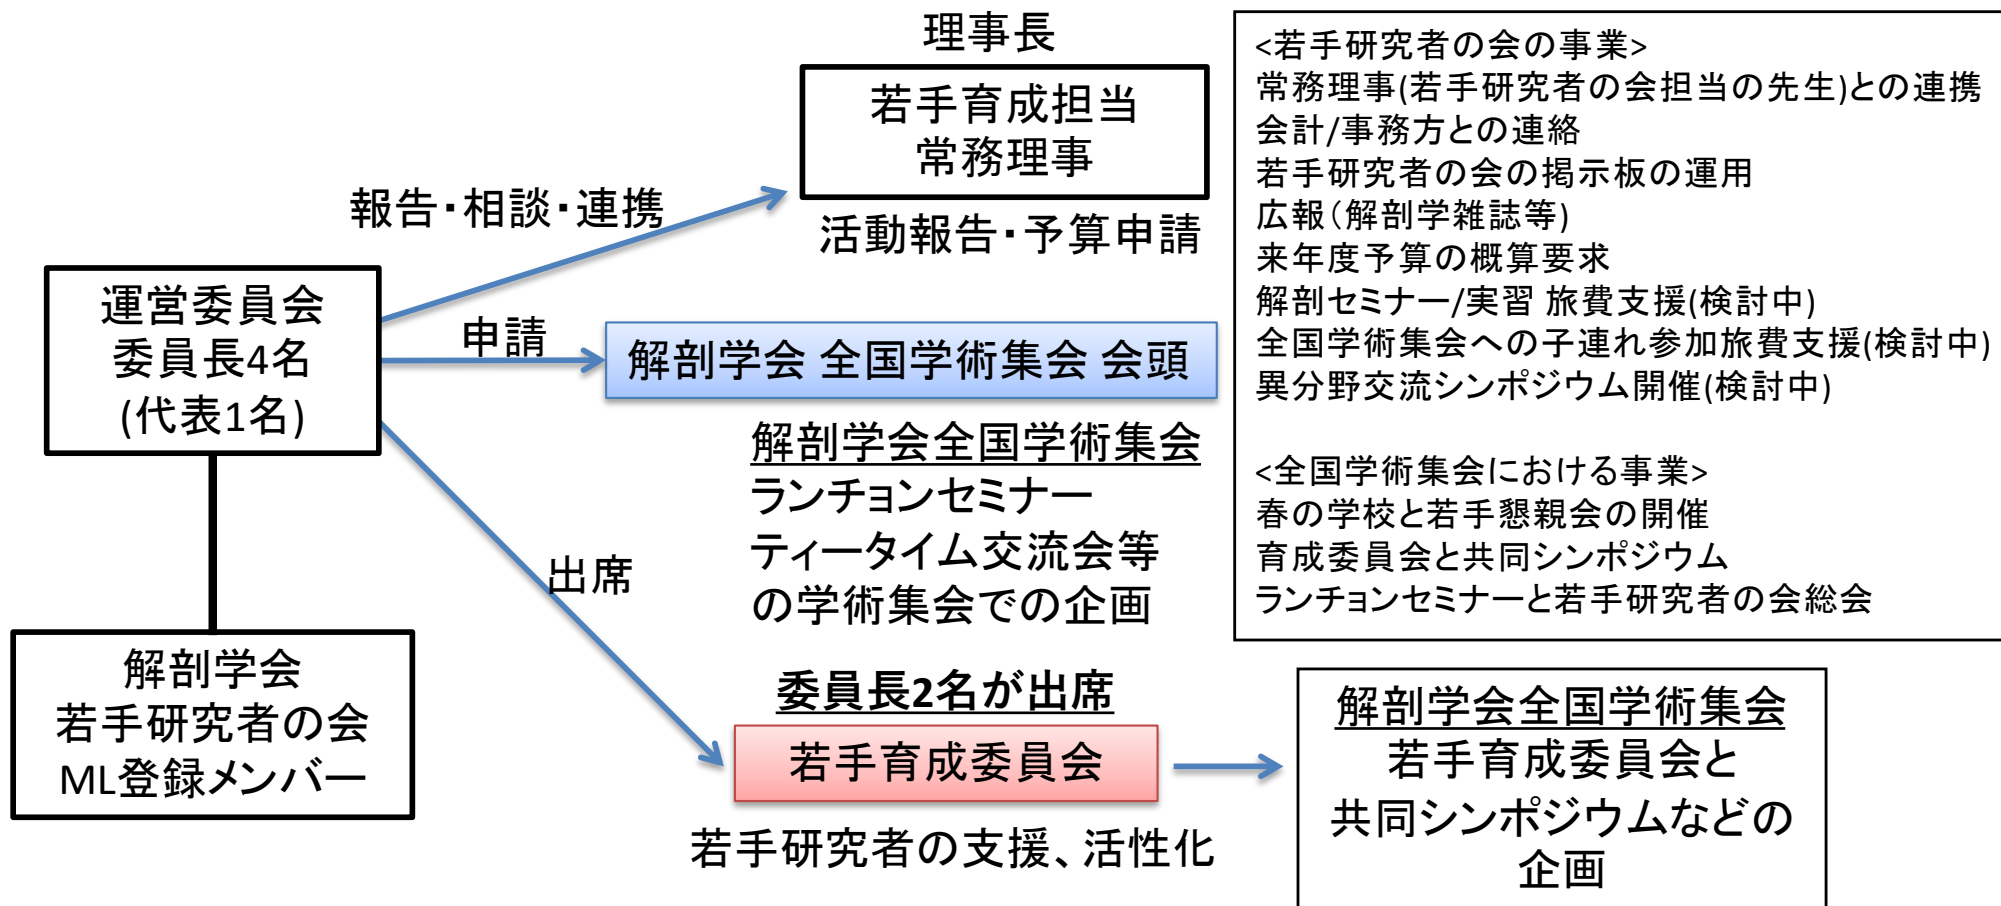 理事長
若手育成担当
常務理事
報告・相談・連携
活動報告・予算申請
運営委員会
委員長4名
(代表1名)
申請
解剖学会 全国学術集会 会頭
解剖学会全国学術集会
ランチョンセミナー
ティータイム交流会等
の学術集会での企画
出席
解剖学会
若手研究者の会
ML登録メンバー
委員長2名が出席
若手育成委員会
若手研究者の支援、活性化
解剖学会全国学術集会
若手育成委員会と
共同シンポジウムなどの
企画
<若手研究者の会の事業>
常務理事(若手研究者の会担当の先生)との連携
会計/事務方との連絡
若手研究者の会の掲示板の運用
広報(解剖学雑誌等)
来年度予算の概算要求
解剖セミナー/実習 旅費支援(検討中)
全国学術集会への子連れ参加旅費支援(検討中)
異分野交流シンポジウム開催(検討中)
<全国学術集会における事業>
春の学校と若手懇親会の開催
育成委員会と共同シンポジウム
ランチョンセミナーと若手研究者の会総会